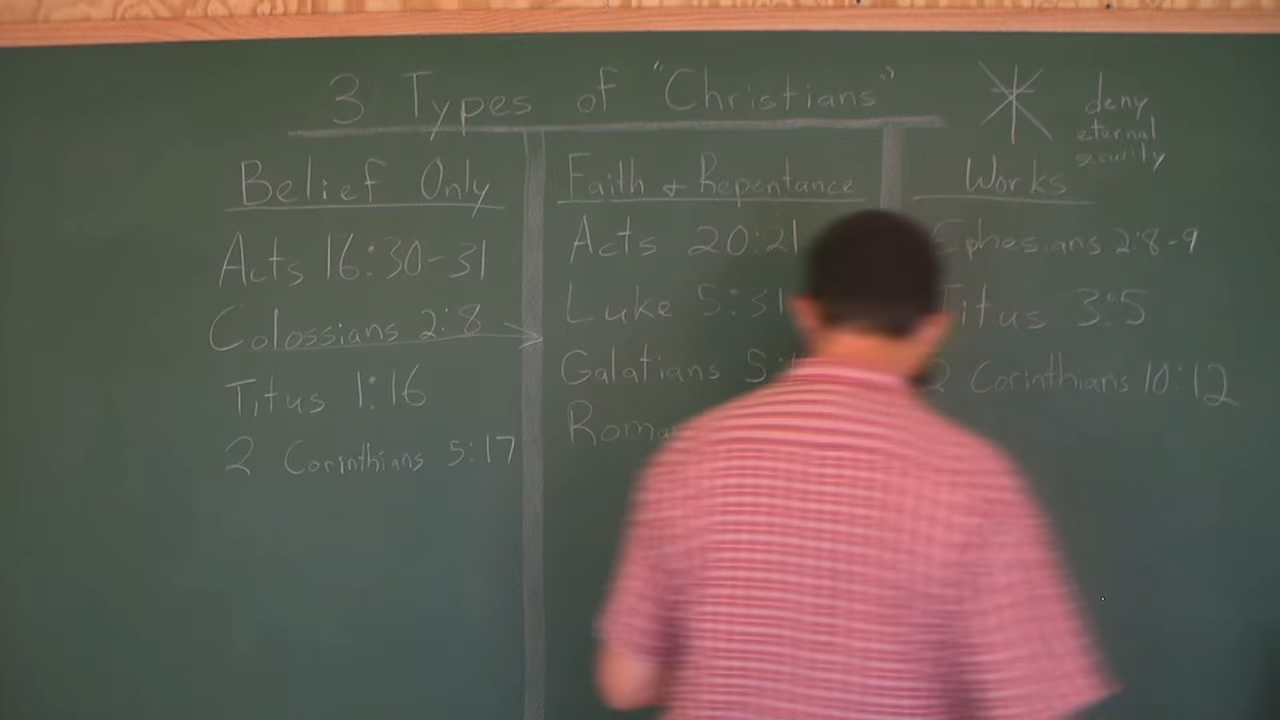 3 Types of "Christians"
deny
eternal
security
Belief Only
Acts 16:30-31
Colossians 2:8
Titus 1:16
2 Corinthians 5:17
Faith & Repentance
Acts 20:21
Luke 5:31
Galatians
Works
Ephesians 2:8-9
Titus 3:5
2 Corinthians 10:12